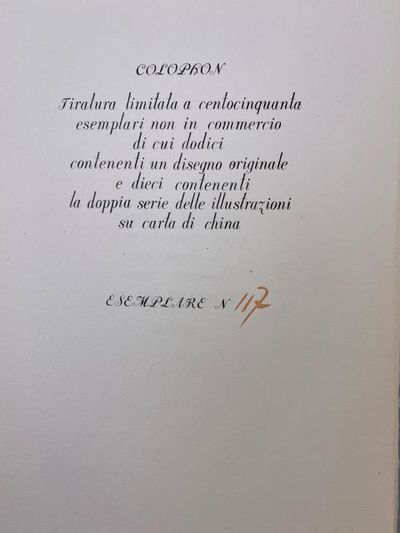 COLOPHON
Tiratura limitata a centocinquanta
esemplari non in commercio
di cui dodici
contenenti un disegno originale
e dieci contenenti
la doppia serie delle illustrazioni
su carta di china
ESEMPLARE N 117